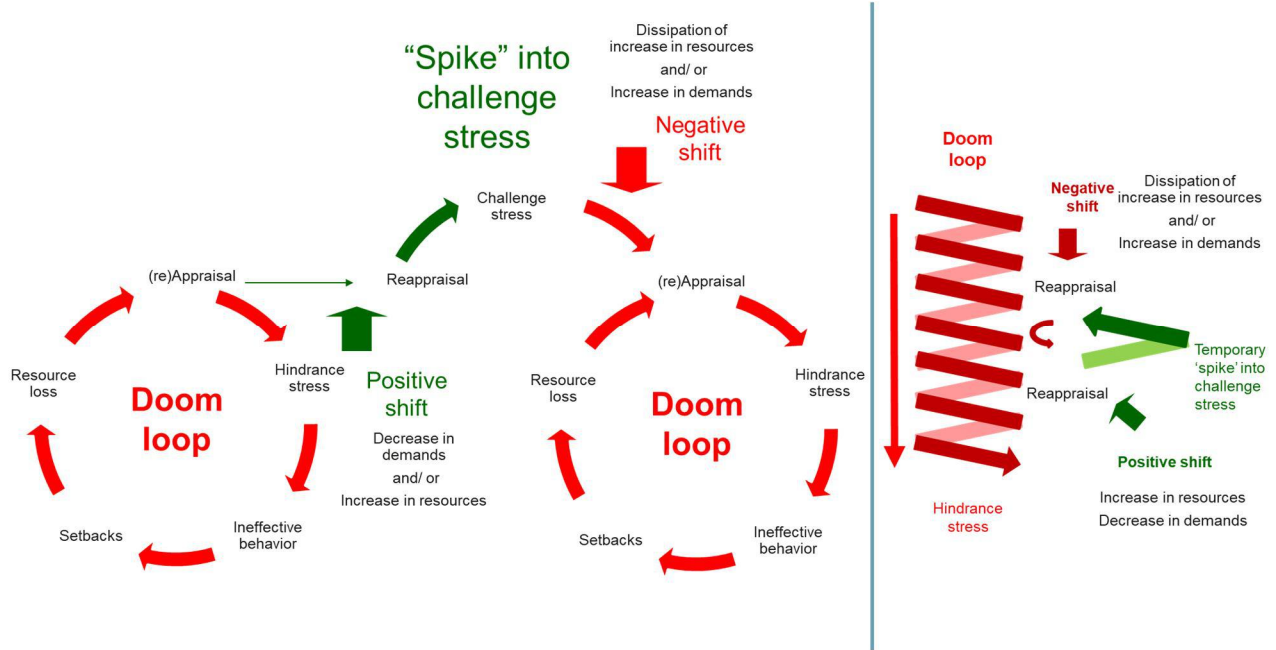 “Spike” into
challenge
stress
Dissipation of
increase in resources
and/ or
Increase in demands
Negative
shift
Challenge
stress
(re)Appraisal
Reappraisal
Hindrance
stress
Ineffective
behavior
Setbacks
Resource
loss
Doom
loop
Positive
shift
Decrease in
demands
and/ or
Increase in resources
(re)Appraisal
Hindrance
stress
Ineffective
behavior
Setbacks
Resource
loss
Doom
loop
Doom
loop
Negative
shift
Dissipation of
increase in resources
and/ or
Increase in demands
Reappraisal
Temporary
‘spike’ into
challenge
stress
Reappraisal
Positive shift
Increase in resources
Decrease in demands
Hindrance
stress